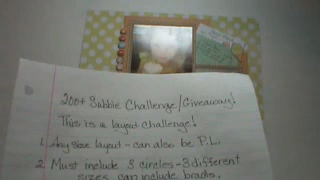 200+ Subbie Challenge/Giveaway!
This is a layout challenge!
1. Any size layout - can also be P.L.
2. Must include 8 circles - 3 different
sizes, can include brads.